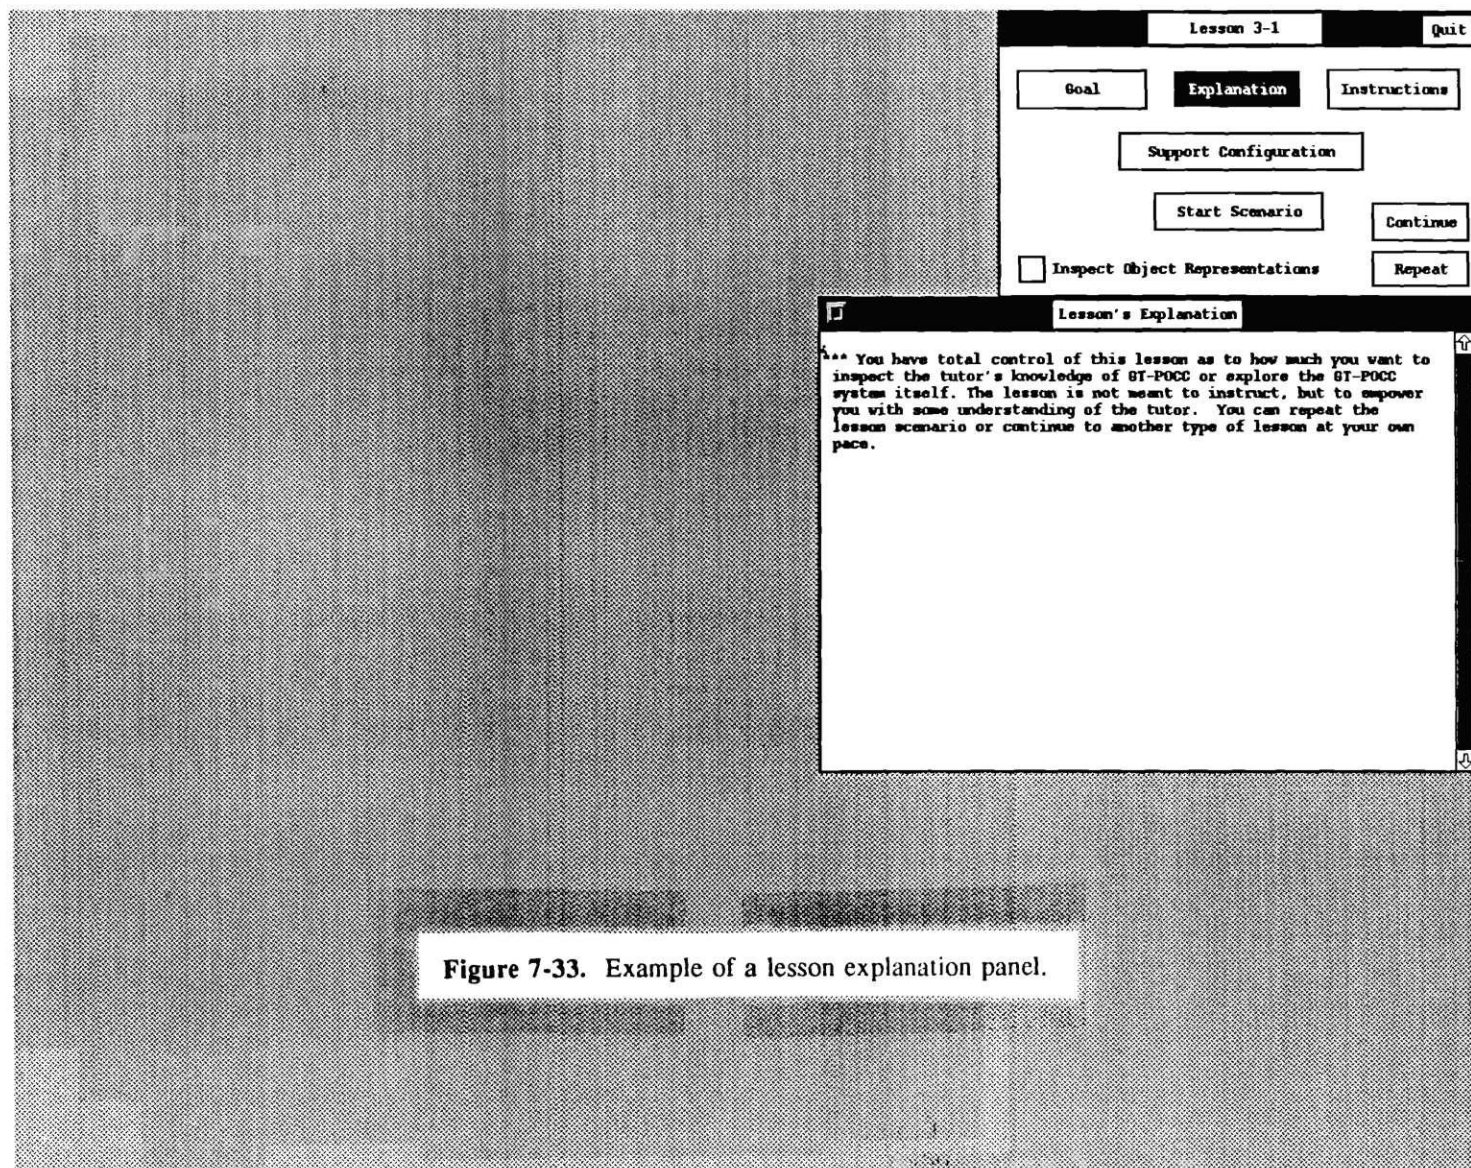 Lesson 3-1 Quit
Goal Explanation Instructions
Support Configuration
Start Scenario
Continue
Inspect Object Representations Repeat
Lesson's Explanation
*** You have total control of this lesson as to how much you want to
inspect the tutor's knowledge of GT-POCC or explore the GT-POCC
system itself. The lesson is not meant to instruct, but to empower
you with some understanding of the tutor. You can repeat the
lesson scenario or continue to another type of lesson at your own
pace.
Figure 7-33. Example of a lesson explanation panel.